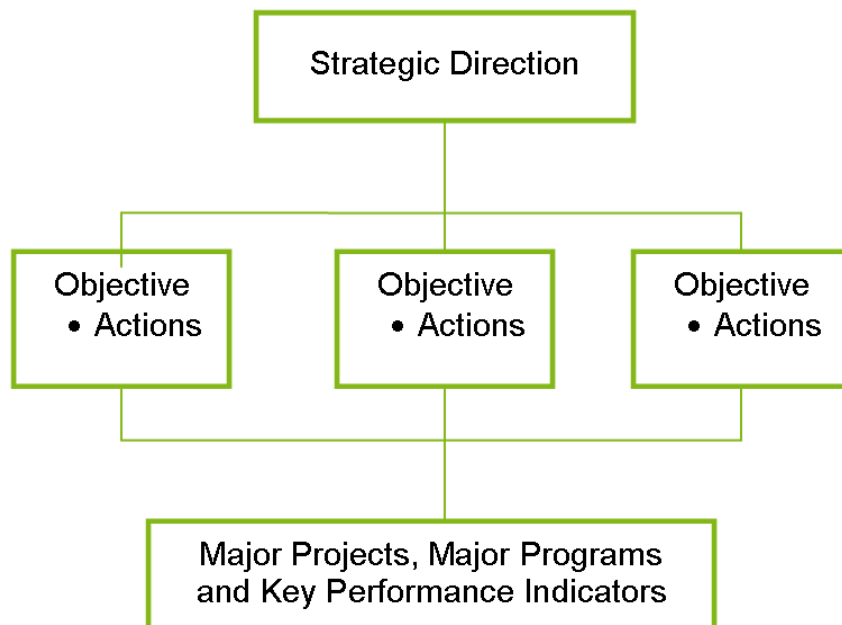 Strategic Direction
Objective
• Actions
Objective
• Actions
Objective
• Actions
Major Projects, Major Programs
and Key Performance Indicators